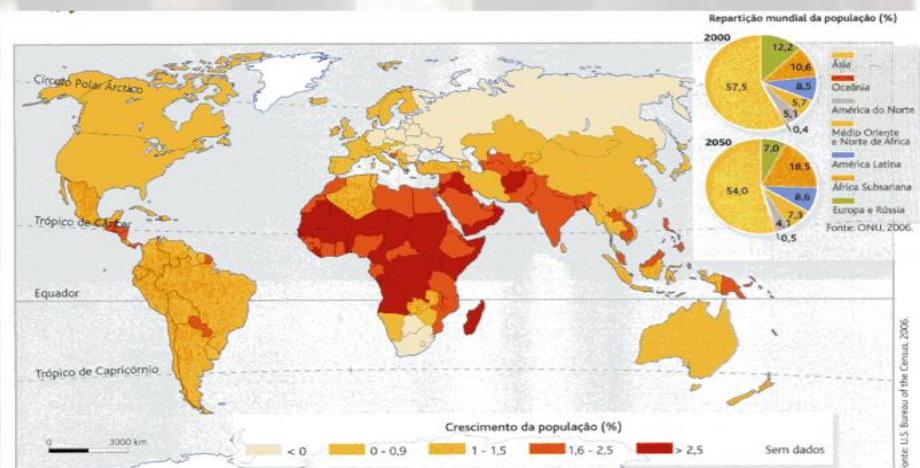 Repartição mundial da população (%)
2000
12,2
10,6
8,5
5,7
5,1
0,4
57,5
2050
7,0
18,5
8,6
7,3
4,1
0,5
54,0
Ásia
Oceânia
América do Norte
Médio Oriente
e Norte de África
América Latina
África Subsariana
Europa e Rússia
Fonte: ONU, 2006.
Círculo Polar Árctico
Trópico de Câncer
Equador
Trópico de Capricórnio
0 3000 km
Crescimento da população (%)
< 0
0 - 0,9
1 - 1,5
1,6 - 2,5
> 2,5
Sem dados
Fonte: U.S. Bureau of the Census, 2006.